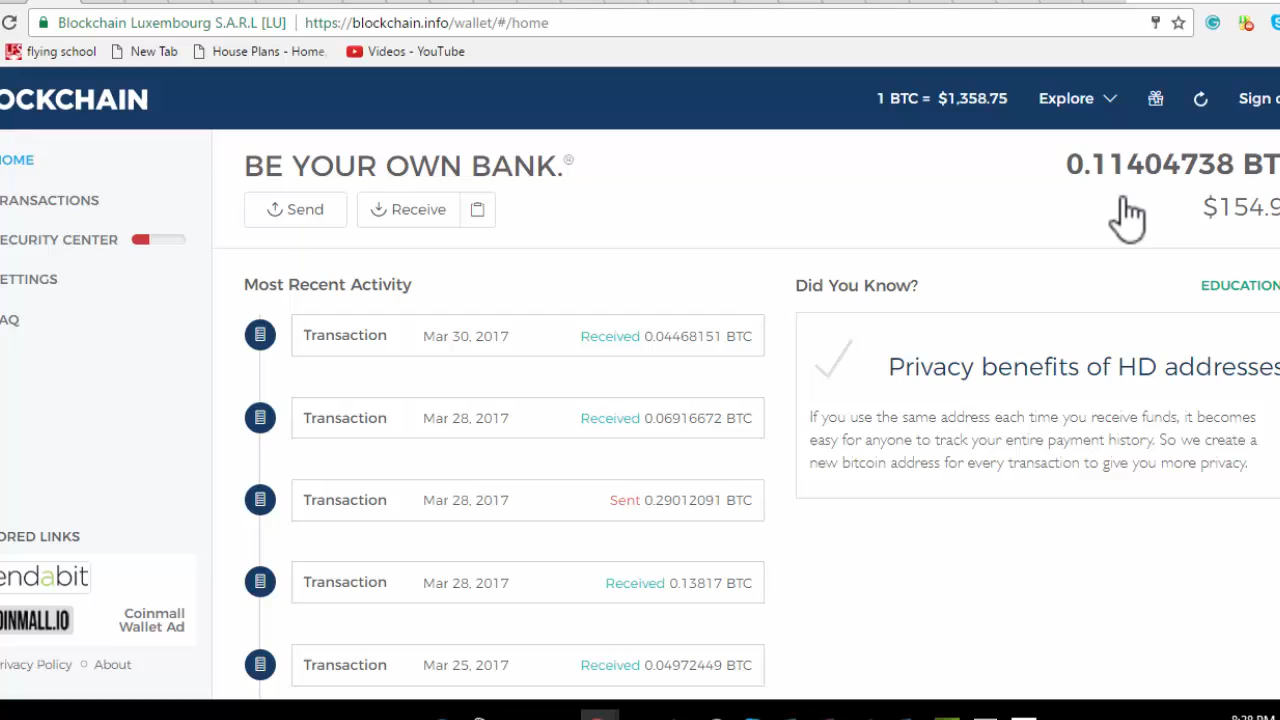 Blockchain Luxembourg S.A.R.L [LU] https://blockchain.info/wallet/#/home
flying school New Tab House Plans - Home, Videos - YouTube
OCKCHAIN 1 BTC = $1,358.75 Explore Sign o
HOME
BE YOUR OWN BANK.® 0.11404738 BT
RANSACTIONS
Send Receive $154.9
ECURITY CENTER
ETTINGS
Most Recent Activity Did You Know? EDUCATION
AQ
Transaction Mar 30, 2017 Received 0.04468151 BTC
Privacy benefits of HD addresses
Transaction Mar 28, 2017 Received 0.06916672 BTC
If you use the same address each time you receive funds, it becomes
easy for anyone to track your entire payment history. So we create a
new bitcoin address for every transaction to give you more privacy.
Transaction Mar 28, 2017 Sent 0.29012091 BTC
ORED LINKS
endabit
Transaction Mar 28, 2017 Received 0.13817 BTC
OINMALL.IO Coinmall
Wallet Ad
rivacy Policy About
Transaction Mar 25, 2017 Received 0.04972449 BTC
8:28 PM